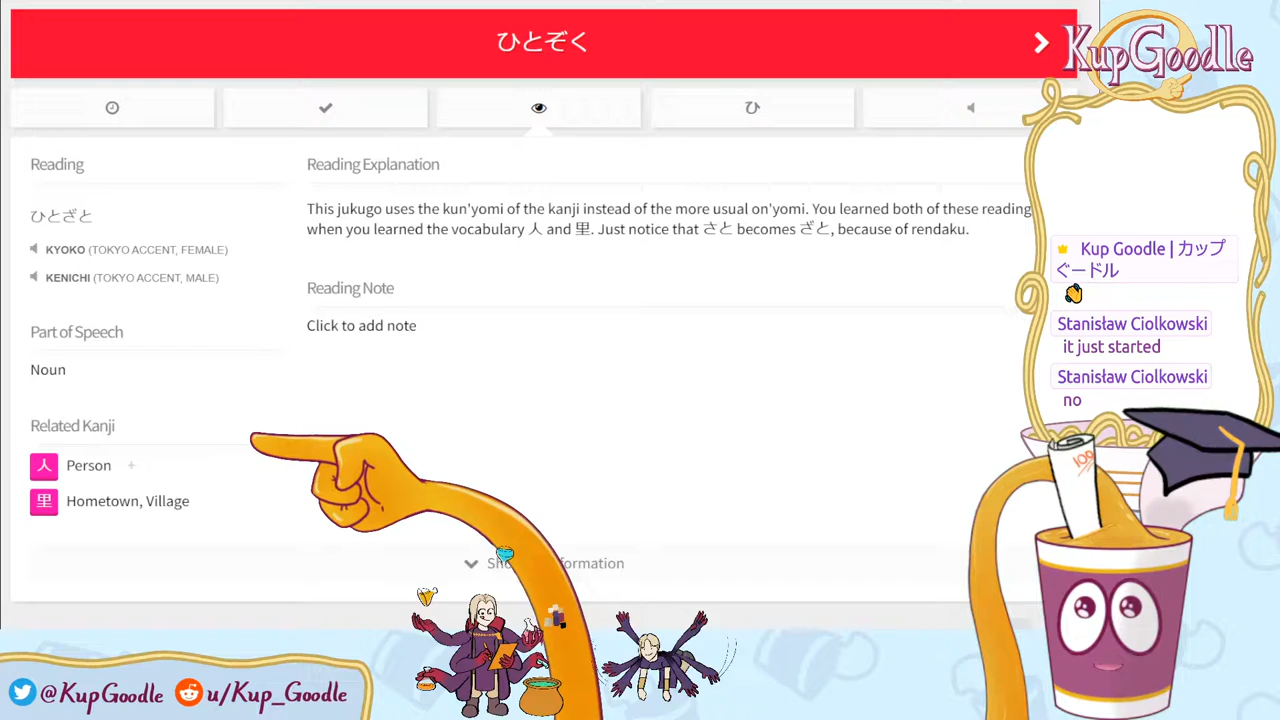 ひとぞく
KupGoodle
ひ
Reading
ひとざと
KYOKO (TOKYO ACCENT, FEMALE)
KENICHI (TOKYO ACCENT, MALE)
Part of Speech
Noun
Related Kanji
人 Person +
里 Hometown, Village
Reading Explanation
This jukugo uses the kun'yomi of the kanji instead of the more usual on'yomi. You learned both of these reading
when you learned the vocabulary 人 and 里. Just notice that さと becomes ざと, because of rendaku.
Reading Note
Click to add note
Kup Goodle | カップ
ぐードル
Stanisław Ciolkowski
it just started
Stanisław Ciolkowski
no
100
@KupGoodle
u/Kup_Goodle